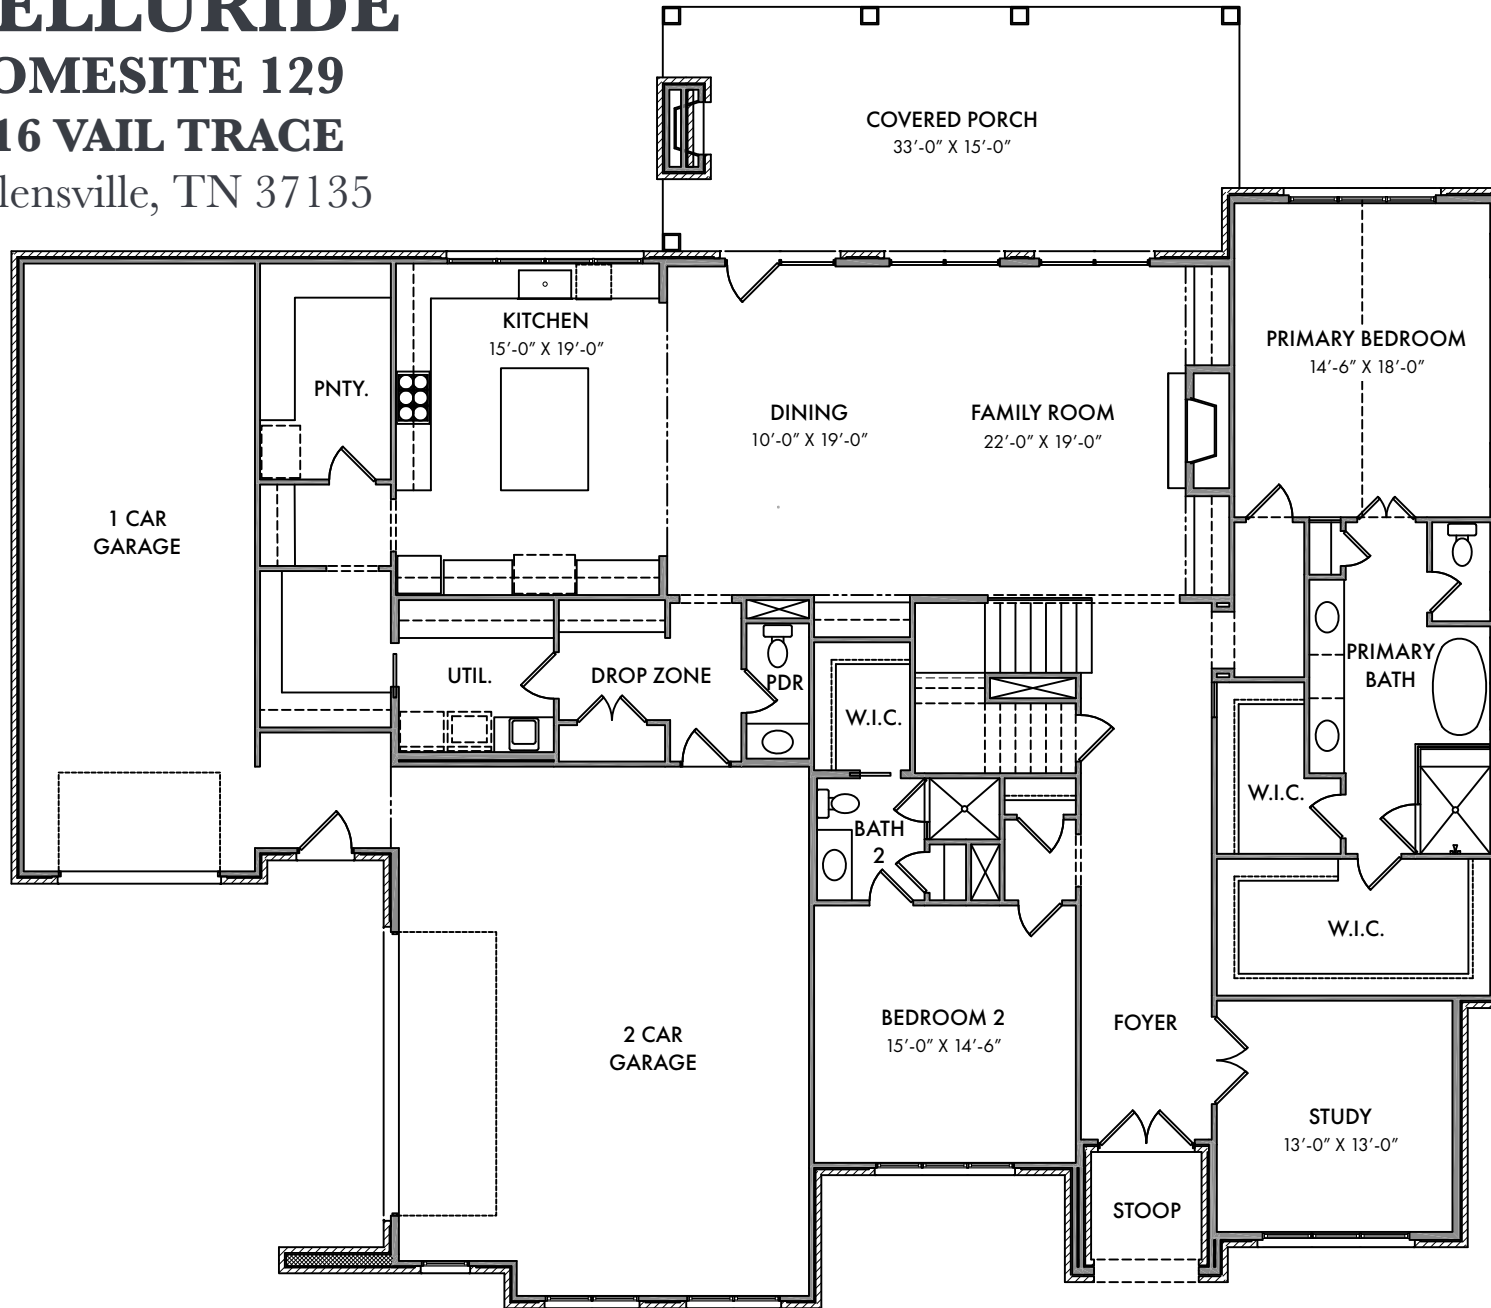 ELLURIDE
OMESITE 129
16 VAIL TRACE
lensville, TN 37135
COVERED PORCH
33'-0" X 15'-0"
KITCHEN
15'-0" X 19'-0"
PNTY.
DINING
10'-0" X 19'-0"
FAMILY ROOM
22'-0" X 19'-0"
PRIMARY BEDROOM
14'-6" X 18'-0"
1 CAR
GARAGE
UTIL.
DROP ZONE
PDR
W.I.C.
PRIMARY
BATH
W.I.C.
BATH
2
W.I.C.
2 CAR
GARAGE
BEDROOM 2
15'-0" X 14'-6"
FOYER
STUDY
13'-0" X 13'-0"
STOOP